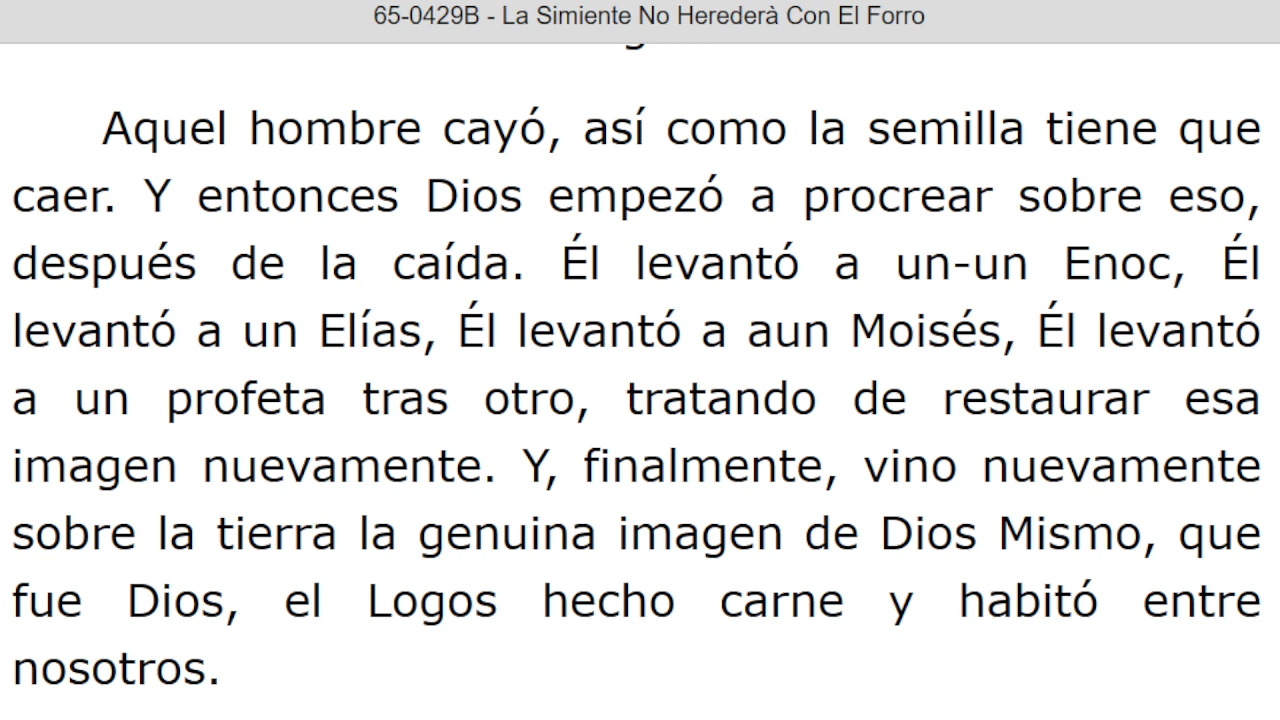 65-0429B - La Simiente No Herederà Con El Forro
Aquel hombre cayó, así como la semilla tiene que
caer. Y entonces Dios empezó a procrear sobre eso,
después de la caída. Él levantó a un-un Enoc, Él
levantó a un Elías, Él levantó a aun Moisés, Él levantó
a un profeta tras otro, tratando de restaurar esa
imagen nuevamente. Y, finalmente, vino nuevamente
sobre la tierra la genuina imagen de Dios Mismo, que
fue Dios, el Logos hecho carne y habitó entre
nosotros.